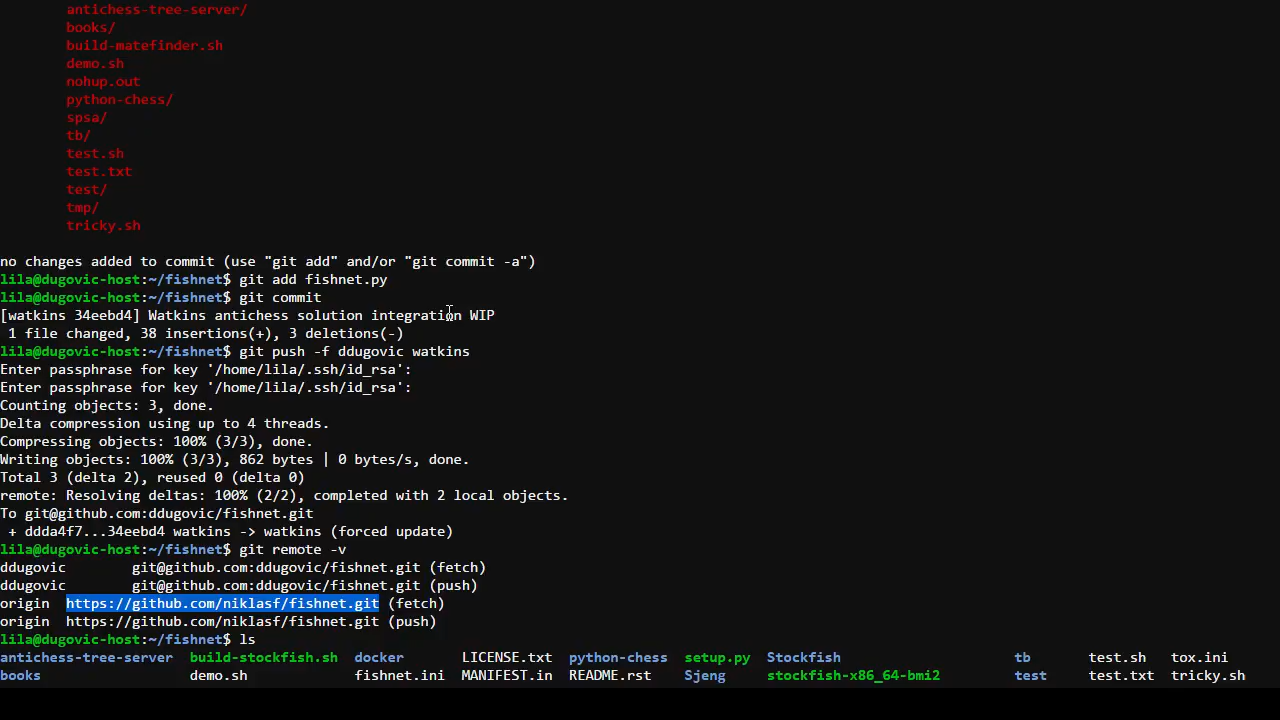 antichess-tree-server/
books/
build-matefinder.sh
demo.sh
nohup.out
python-chess/
spsa/
tb/
test.sh
test.txt
test/
tmp/
tricky.sh
no changes added to commit (use "git add" and/or "git commit -a")
lila@dugovic-host:~/fishnet$ git add fishnet.py
lila@dugovic-host:~/fishnet$ git commit
[watkins 34eebd4] Watkins antichess solution integration WIP
1 file changed, 38 insertions(+), 3 deletions(-)
lila@dugovic-host:~/fishnet$ git push -f ddugovic watkins
Enter passphrase for key '/home/lila/.ssh/id_rsa':
Enter passphrase for key '/home/lila/.ssh/id_rsa':
Counting objects: 3, done.
Delta compression using up to 4 threads.
Compressing objects: 100% (3/3), done.
Writing objects: 100% (3/3), 862 bytes | 0 bytes/s, done.
Total 3 (delta 2), reused 0 (delta 0)
remote: Resolving deltas: 100% (2/2), completed with 2 local objects.
To git@github.com:ddugovic/fishnet.git
+ ddda4f7...34eebd4 watkins -> watkins (forced update)
lila@dugovic-host:~/fishnet$ git remote -v
ddugovic git@github.com:ddugovic/fishnet.git (fetch)
ddugovic git@github.com:ddugovic/fishnet.git (push)
origin https://github.com/niklasf/fishnet.git (fetch)
origin https://github.com/niklasf/fishnet.git (push)
lila@dugovic-host:~/fishnet$ ls
antichess-tree-server build-stockfish.sh docker LICENSE.txt python-chess setup.py Stockfish tb test.sh tox.ini
books demo.sh fishnet.ini MANIFEST.in README.rst Sjeng stockfish-x86_64-bmi2 test test.txt tricky.sh